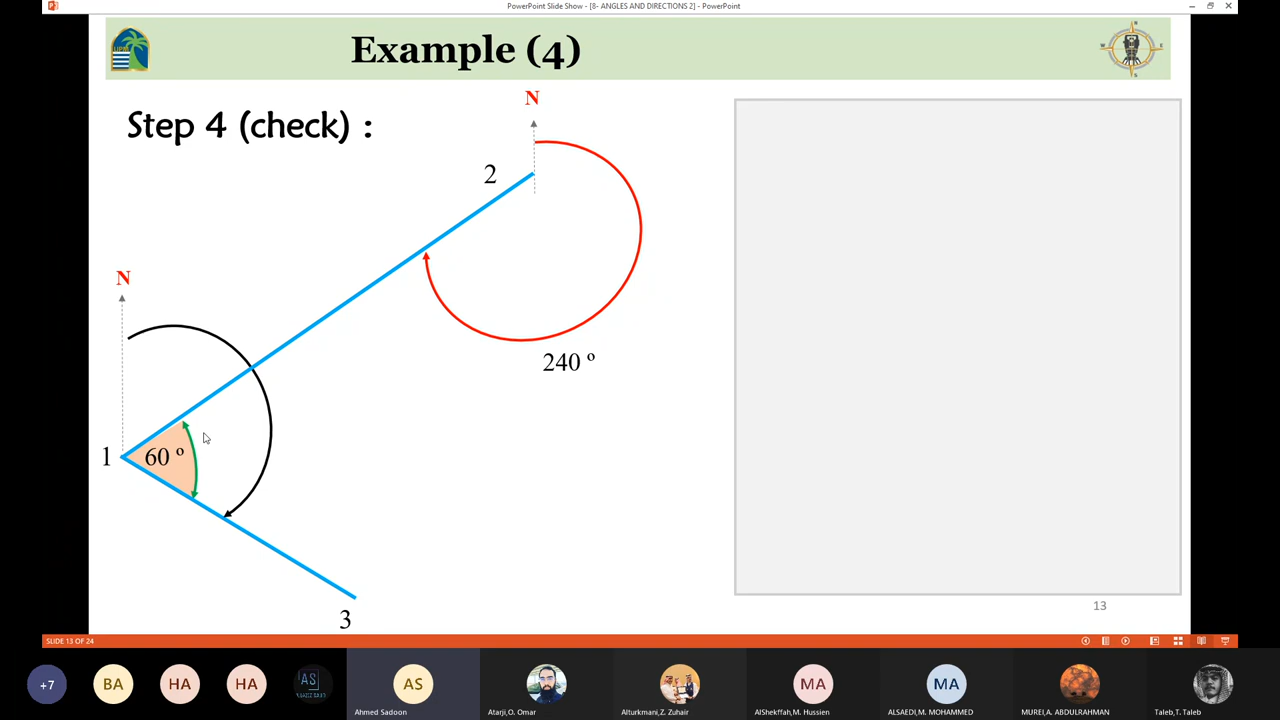 PowerPoint Slide Show - [8- ANGLES AND DIRECTIONS 2] - PowerPoint
Example (4)
N
W
E
S
Step 4 (check) :
N
2
N
240 º
1
60 º
3
13
SLIDE 13 OF 24
+7
BA
HA
HA
AS
AS
MA
MA
Ahmed Sadoon
Atarji,O. Omar
Alturkmani,Z. Zuhair
AlShekffah,M. Hussien
ALSAEDI,M. MOHAMMED
MUREI,A. ABDULRAHMAN
Taleb,T. Taleb